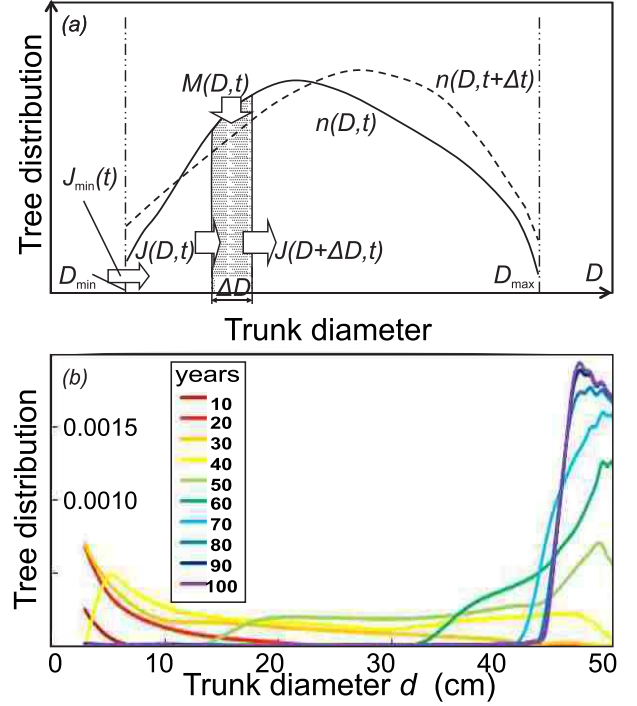 (a)
M(D,t)
n(D,t+Δt)
n(D,t)
Tree distribution
J_min(t)
J(D,t)
J(D+ΔD,t)
D_min
ΔD
D_max
D
Trunk diameter
(b)
years
10
20
30
40
50
60
70
80
90
100
0.0015
0.0010
Tree distribution
0 10 20 30 40 50
Trunk diameter d (cm)